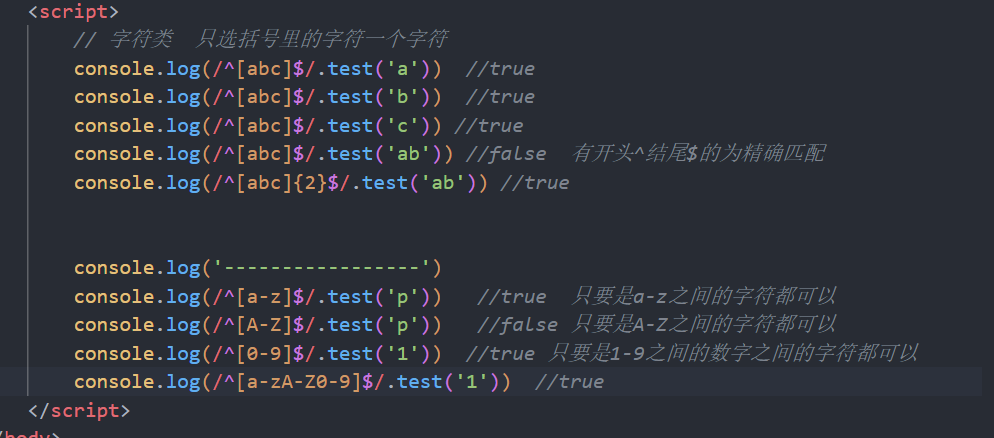 <script>
// 字符类  只选括号里的字符一个字符
console.log(/^[abc]$/.test('a'))  //true
console.log(/^[abc]$/.test('b'))  //true
console.log(/^[abc]$/.test('c')) //true
console.log(/^[abc]$/.test('ab')) //false  有开头^结尾$的为精确匹配
console.log(/^[abc]{2}$/.test('ab')) //true
console.log('-----------------')
console.log(/^[a-z]$/.test('p'))   //true  只要是a-z之间的字符都可以
console.log(/^[A-Z]$/.test('p'))   //false 只要是A-Z之间的字符都可以
console.log(/^[0-9]$/.test('1'))  //true 只要是1-9之间的数字之间的字符都可以
console.log(/^[a-zA-Z0-9]$/.test('1'))  //true
</script>
/body>